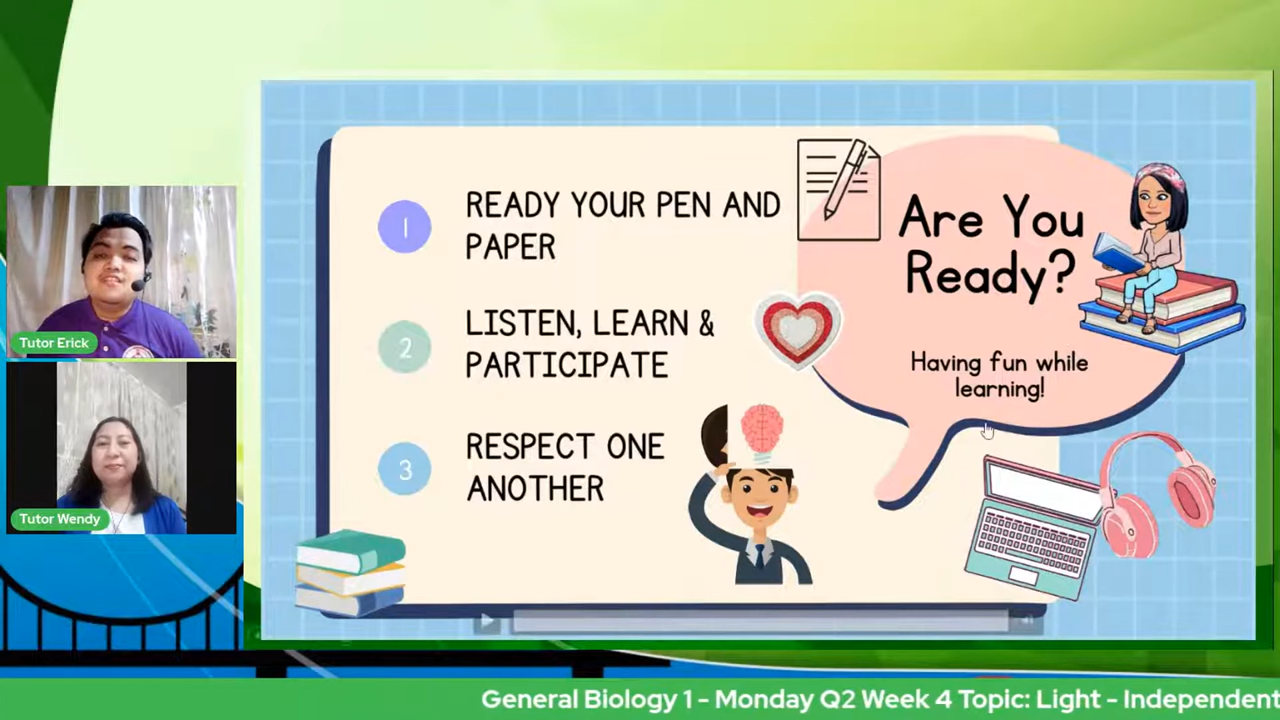 1
READY YOUR PEN AND
PAPER
2
LISTEN, LEARN &
PARTICIPATE
3
RESPECT ONE
ANOTHER
Are You
Ready?
Having fun while
learning!
Tutor Erick
Tutor Wendy
General Biology 1 - Monday Q2 Week 4 Topic: Light - Independent